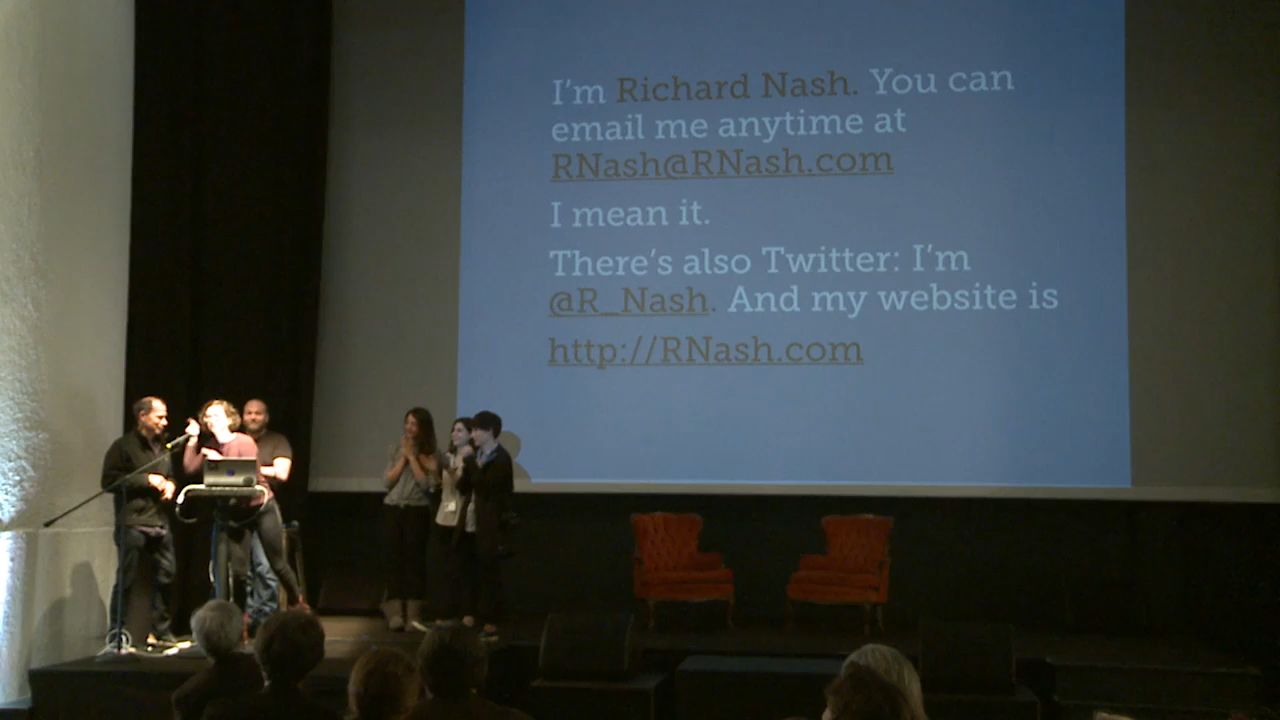 I'm Richard Nash. You can
email me anytime at
RNash@RNash.com
I mean it.
There's also Twitter: I'm
@R_Nash. And my website is
http://RNash.com